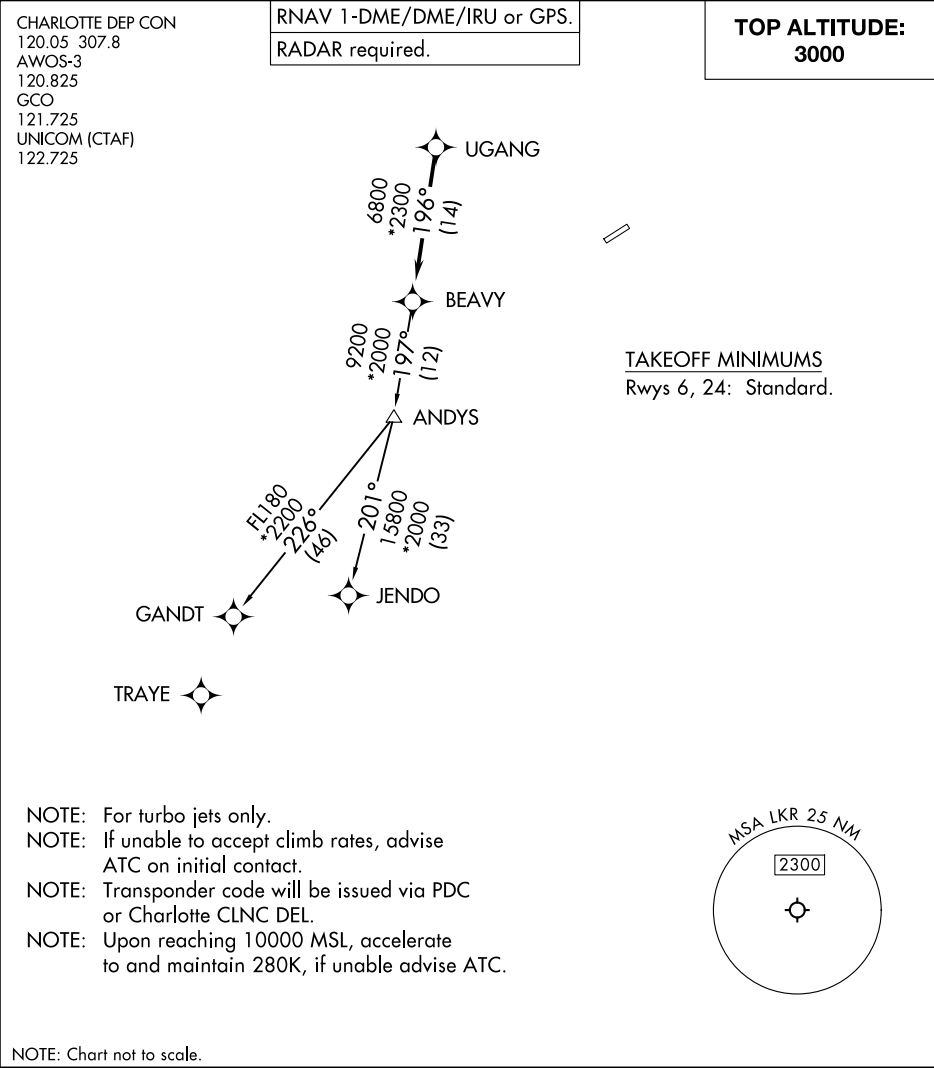 CHARLOTTE DEP CON
120.05 307.8
AWOS-3
120.825
GCO
121.725
UNICOM (CTAF)
122.725
RNAV 1-DME/DME/IRU or GPS.
RADAR required.
TOP ALTITUDE:
3000
UGANG
6800
*2300
196°
(14)
BEAVY
9200
*2000
197°
(12)
TAKEOFF MINIMUMS
Rwys 6, 24: Standard.
ANDYS
FL180
*2200
226°
(46)
201°
15800
*2000
(33)
GANDT
JENDO
TRAYE
NOTE: For turbo jets only.
NOTE: If unable to accept climb rates, advise
ATC on initial contact.
NOTE: Transponder code will be issued via PDC
or Charlotte CLNC DEL.
NOTE: Upon reaching 10000 MSL, accelerate
to and maintain 280K, if unable advise ATC.
MSA LKR 25 NM
2300
NOTE: Chart not to scale.